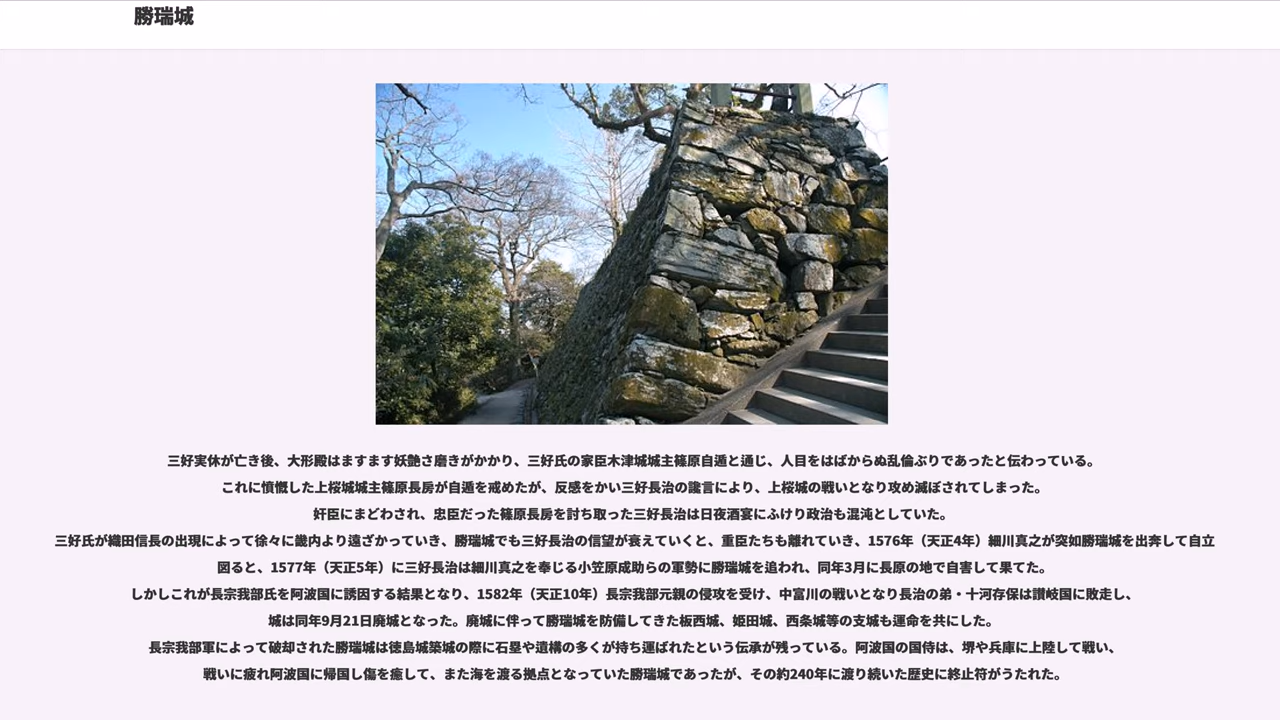 勝瑞城
三好実休が亡き後、大形殿はますます妖艶さ磨きがかかり、三好氏の家臣木津城城主篠原自遁と通じ、人目をはばからぬ乱倫ぶりであったと伝わっている。
これに憤慨した上桜城城主篠原長房が自遁を戒めたが、反感をかい三好長治の讒言により、上桜城の戦いとなり攻め滅ぼされてしまった。
奸臣にまどわされ、忠臣だった篠原長房を討ち取った三好長治は日夜酒宴にふけり政治も混沌としていた。
三好氏が織田信長の出現によって徐々に畿内より遠ざかっていき、勝瑞城でも三好長治の信望が衰えていくと、重臣たちも離れていき、1576年（天正4年）細川真之が突如勝瑞城を出奔して自立
図ると、1577年（天正5年）に三好長治は細川真之を奉じる小笠原成助らの軍勢に勝瑞城を追われ、同年3月に長原の地で自害して果てた。
しかしこれが長宗我部氏を阿波国に誘因する結果となり、1582年（天正10年）長宗我部元親の侵攻を受け、中富川の戦いとなり長治の弟・十河存保は讃岐国に敗走し、
城は同年9月21日廃城となった。廃城に伴って勝瑞城を防備してきた板西城、姫田城、西条城等の支城も運命を共にした。
長宗我部軍によって破却された勝瑞城は徳島城築城の際に石塁や遺構の多くが持ち運ばれたという伝承が残っている。阿波国の国侍は、堺や兵庫に上陸して戦い、
戦いに疲れ阿波国に帰国し傷を癒して、また海を渡る拠点となっていた勝瑞城であったが、その約240年に渡り続いた歴史に終止符がうたれた。